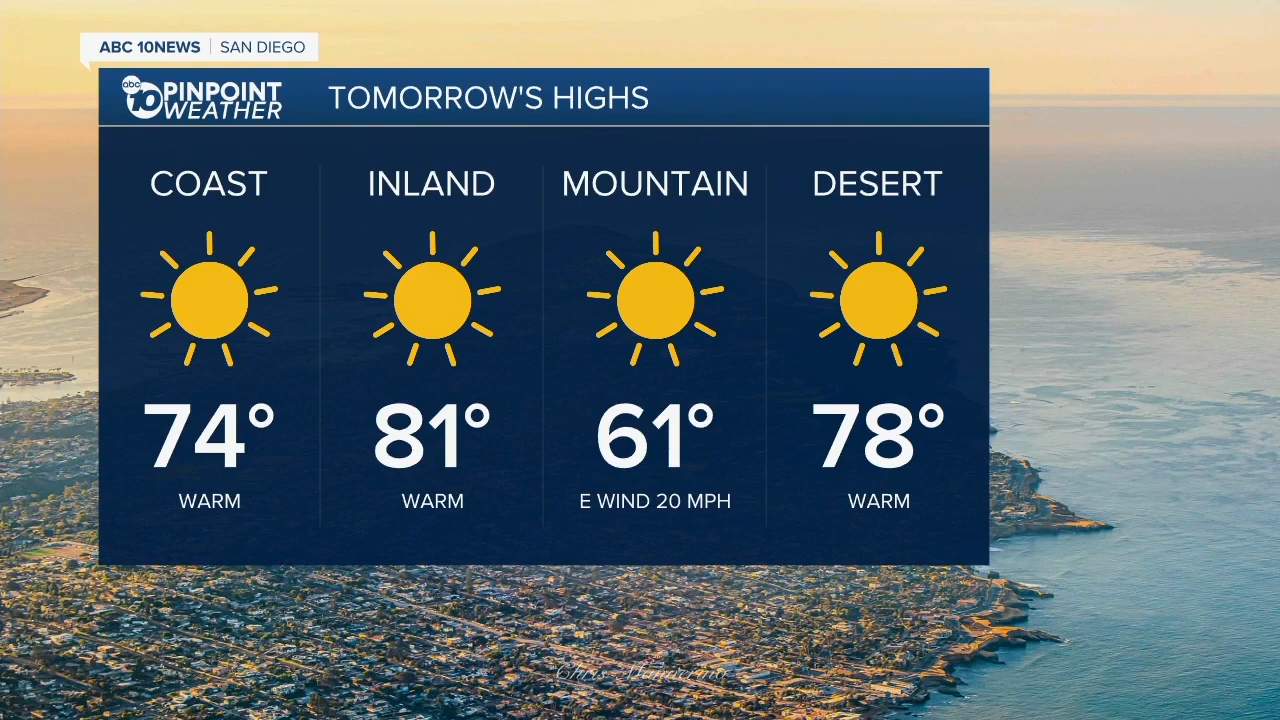 ABC 10NEWS | SAN DIEGO
abc 10 PINPOINT WEATHER
TOMORROW'S HIGHS
COAST
INLAND
MOUNTAIN
DESERT
74°
81°
61°
78°
WARM
WARM
E WIND 20 MPH
WARM
Chris